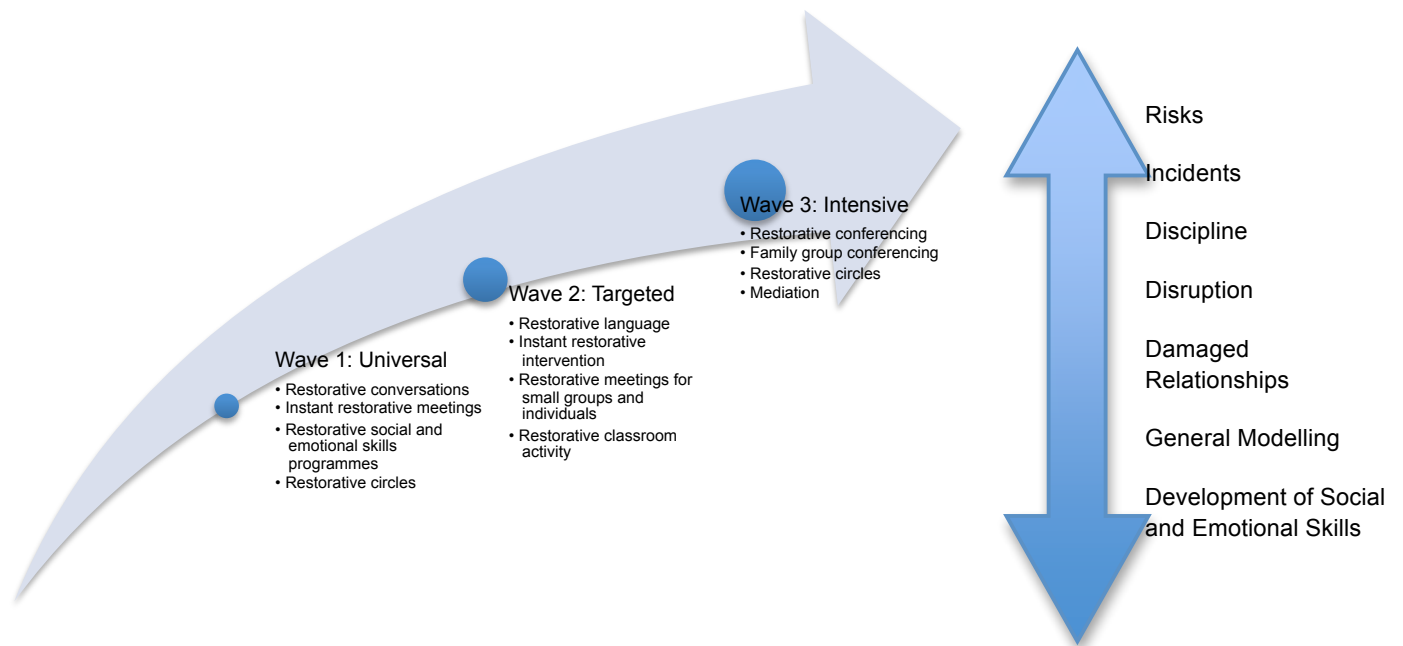 Wave 1: Universal
• Restorative conversations
• Instant restorative meetings
• Restorative social and
emotional skills
programmes
• Restorative circles
Wave 2: Targeted
• Restorative language
• Instant restorative
intervention
• Restorative meetings for
small groups and
individuals
• Restorative classroom
activity
Wave 3: Intensive
• Restorative conferencing
• Family group conferencing
• Restorative circles
• Mediation
Risks
Incidents
Discipline
Disruption
Damaged
Relationships
General Modelling
Development of Social
and Emotional Skills